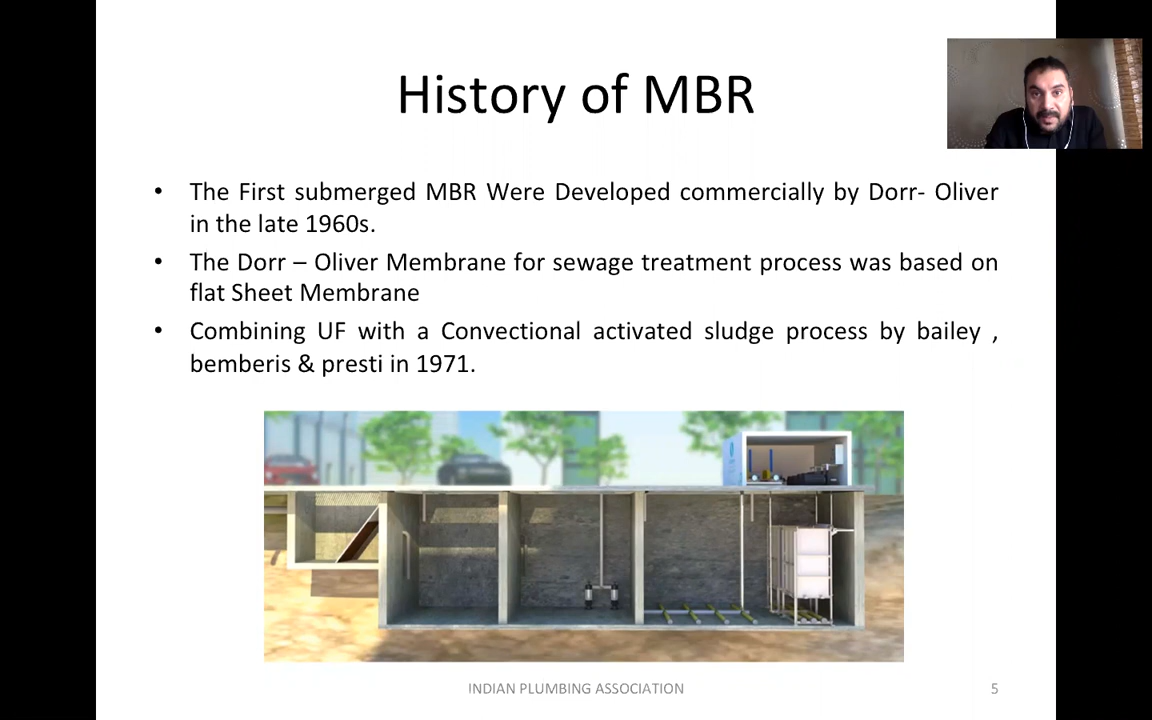 History of MBR
• The First submerged MBR Were Developed commercially by Dorr- Oliver
in the late 1960s.
• The Dorr – Oliver Membrane for sewage treatment process was based on
flat Sheet Membrane
• Combining UF with a Convectional activated sludge process by bailey ,
bemberis & presti in 1971.
INDIAN PLUMBING ASSOCIATION
5